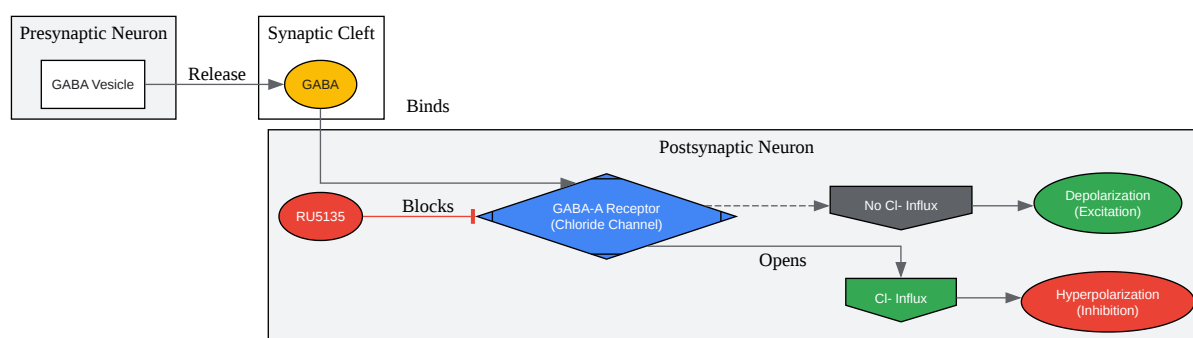 Presynaptic Neuron
Synaptic Cleft
GABA Vesicle
Release
GABA
Binds
Postsynaptic Neuron
RU5135
Blocks
GABA-A Receptor
(Chloride Channel)
No Cl- Influx
Depolarization
(Excitation)
Opens
Cl- Influx
Hyperpolarization
(Inhibition)